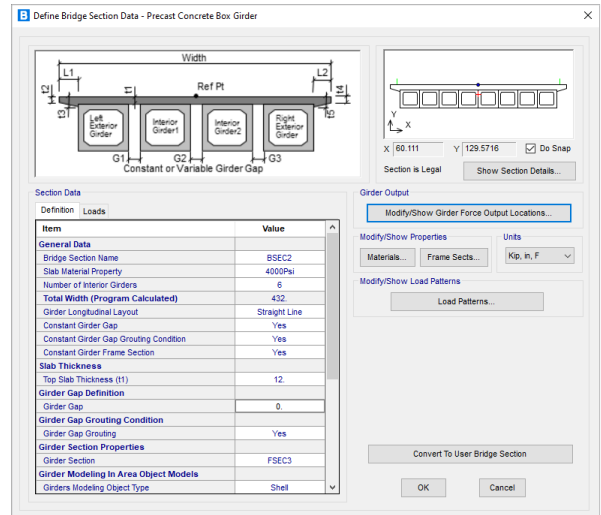 B Define Bridge Section Data - Precast Concrete Box Girder
Width
L1
L2
Ref Pt
t2
t1
t4
t3
t5
Left Exterior Girder
Interior Girder1
Interior Girder2
Right Exterior Girder
G1
G2
G3
Constant or Variable Girder Gap
Y
X
X 60.111 Y 129.5716 Do Snap
Section is Legal Show Section Details...
Section Data
Definition Loads
Item Value
General Data
Bridge Section Name BSEC2
Slab Material Property 4000Psi
Number of Interior Girders 6
Total Width (Program Calculated) 432.
Girder Longitudinal Layout Straight Line
Constant Girder Gap Yes
Constant Girder Gap Grouting Condition Yes
Constant Girder Frame Section Yes
Slab Thickness
Top Slab Thickness (t1) 12.
Girder Gap Definition
Girder Gap 0.
Girder Gap Grouting Condition
Girder Gap Grouting Yes
Girder Section Properties
Girder Section FSEC3
Girder Modeling In Area Object Models
Girders Modeling Object Type Shell
Girder Output
Modify/Show Girder Force Output Locations...
Modify/Show Properties
Materials... Frame Sects...
Units
Kip, in, F
Modify/Show Load Patterns
Load Patterns...
Convert To User Bridge Section
OK Cancel